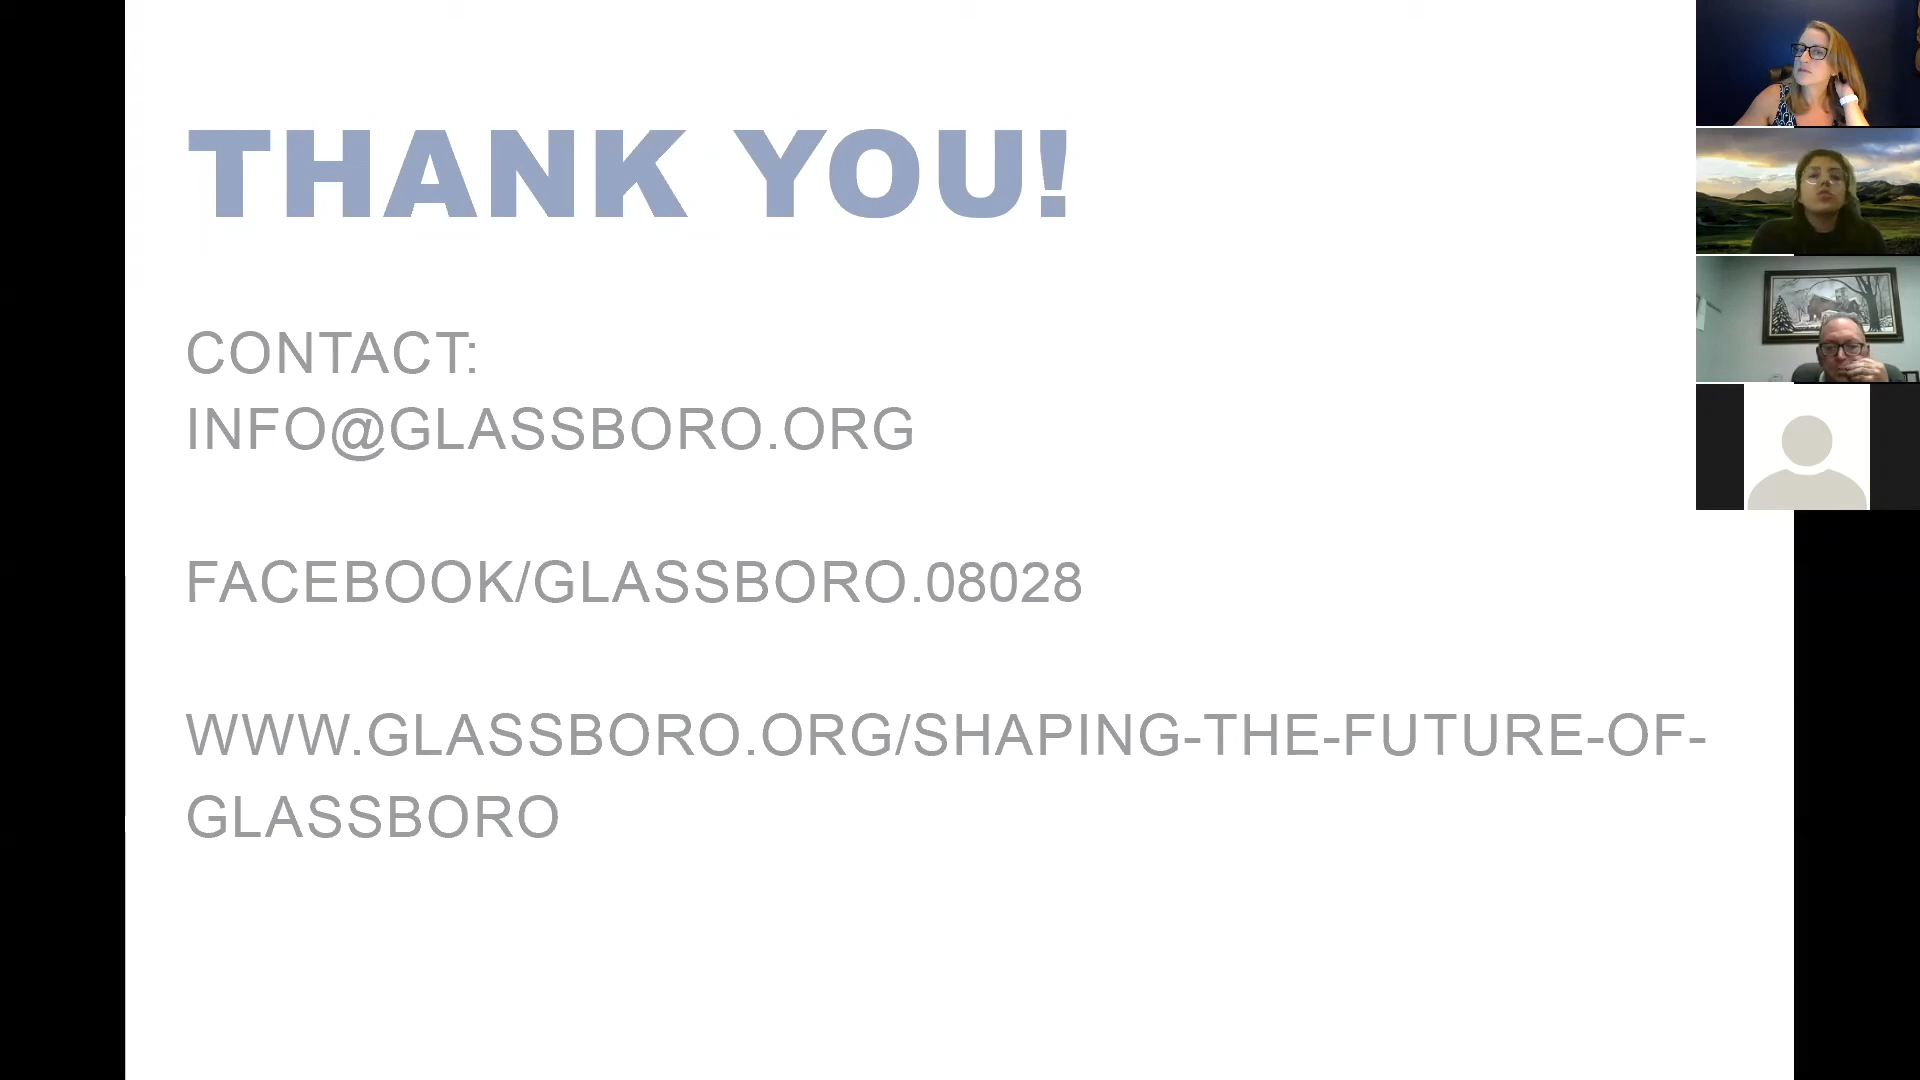 THANK YOU!
CONTACT:
INFO@GLASSBORO.ORG
FACEBOOK/GLASSBORO.08028
WWW.GLASSBORO.ORG/SHAPING-THE-FUTURE-OF-
GLASSBORO